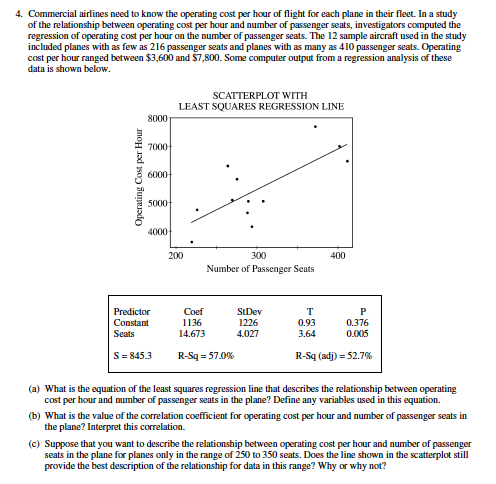 4. Commercial airlines need to know the operating cost per hour of flight for each plane in their fleet. In a study
of the relationship between operating cost per hour and number of passenger seats, investigators computed the
regression of operating cost per hour on the number of passenger seats. The 12 sample aircraft used in the study
included planes with as few as 216 passenger seats and planes with as many as 410 passenger seats. Operating
cost per hour ranged between $3,600 and $7,800. Some computer output from a regression analysis of these
data is shown below.
SCATTERPLOT WITH
LEAST SQUARES REGRESSION LINE
Operating Cost per Hour
8000
7000
6000
5000
4000
200 300 400
Number of Passenger Seats
Predictor Coef StDev T P
Constant 1136 1226 0.93 0.376
Seats 14.673 4.027 3.64 0.005
S = 845.3 R-Sq = 57.0% R-Sq (adj) = 52.7%
(a) What is the equation of the least squares regression line that describes the relationship between operating
cost per hour and number of passenger seats in the plane? Define any variables used in this equation.
(b) What is the value of the correlation coefficient for operating cost per hour and number of passenger seats in
the plane? Interpret this correlation.
(c) Suppose that you want to describe the relationship between operating cost per hour and number of passenger
seats in the plane for planes only in the range of 250 to 350 seats. Does the line shown in the scatterplot still
provide the best description of the relationship for data in this range? Why or why not?